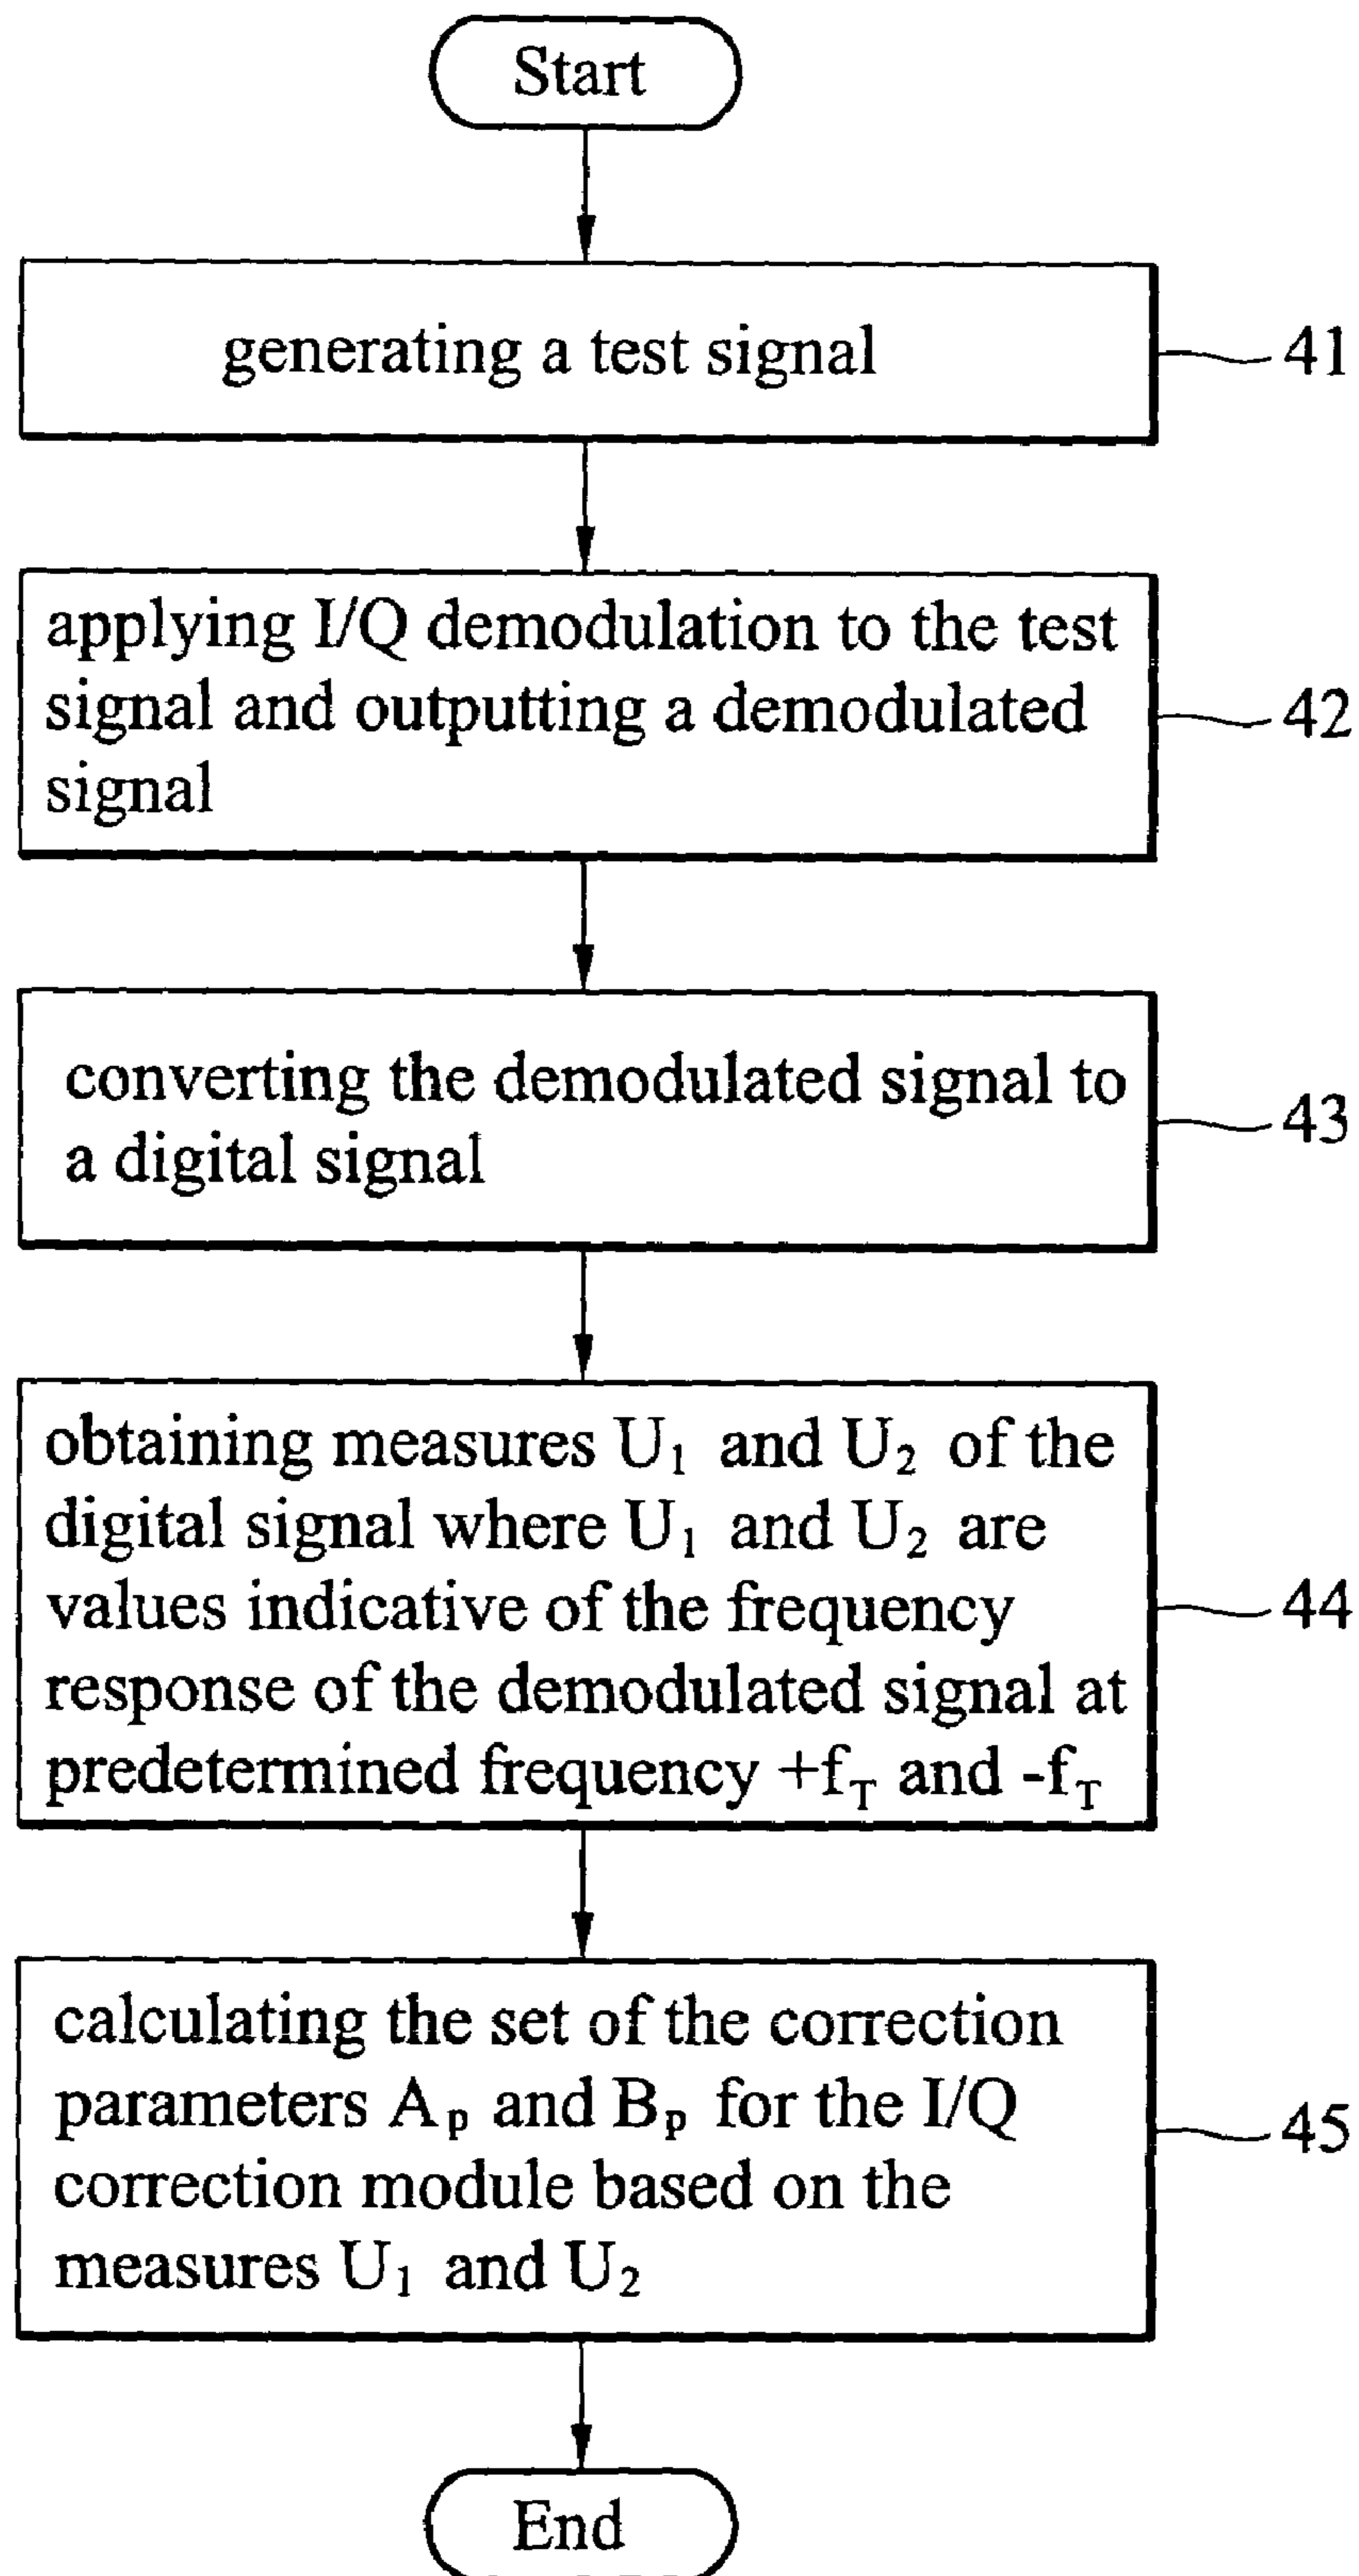 Start
generating a test signal
41
applying I/Q demodulation to the test
signal and outputting a demodulated
signal
42
converting the demodulated signal to
a digital signal
43
obtaining measures U₁ and U₂ of the
digital signal where U₁ and U₂ are
values indicative of the frequency
response of the demodulated signal at
predetermined frequency +fT and -fT
44
calculating the set of the correction
parameters Aₚ and Bₚ for the I/Q
correction module based on the
measures U₁ and U₂
45
End